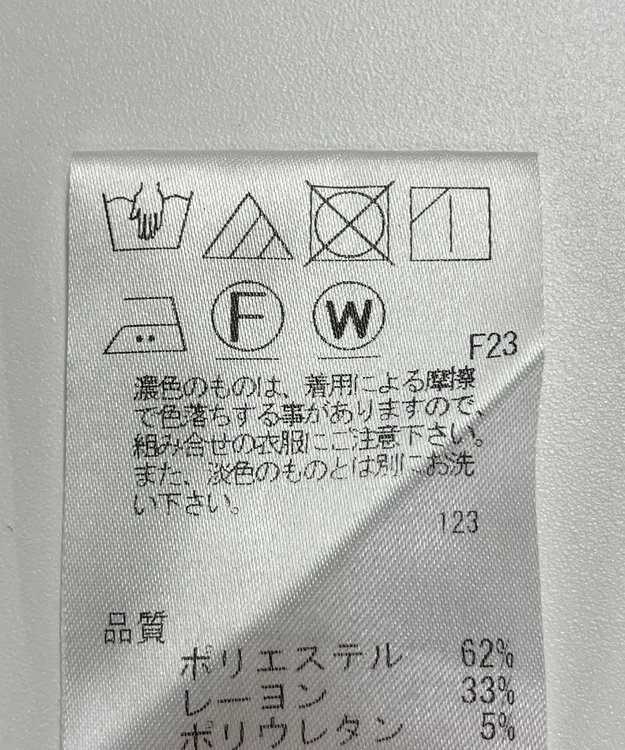 F W
F23
濃色のものは、着用による摩擦
て色落ちする事がありますので、
組み合せの衣服にご注意下さい。
また、淡色のものとは別にお洗
い下さい。
123
品質
ポリエステル 62%
レーヨン 33%
ポリウレタン 5%